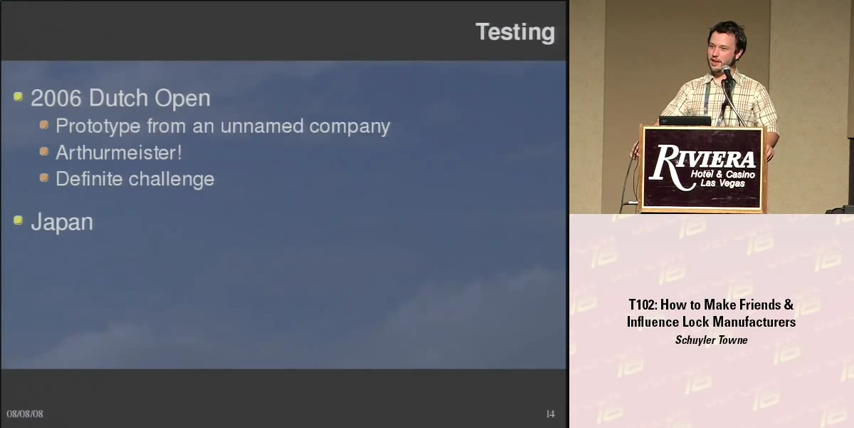 Testing
2006 Dutch Open
Prototype from an unnamed company
Arthurmeister!
Definite challenge
Japan
08/08/08
14
RIVIERA
Hotel & Casino
Las Vegas
T102: How to Make Friends &
Influence Lock Manufacturers
Schuyler Towne